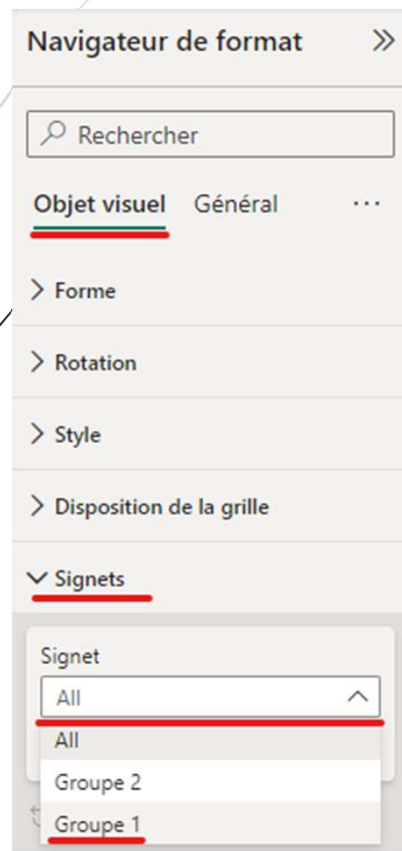 Navigateur de format
Rechercher
Objet visuel Général ...
Forme
Rotation
Style
Disposition de la grille
Signets
Signet
All
All
Groupe 2
Groupe 1